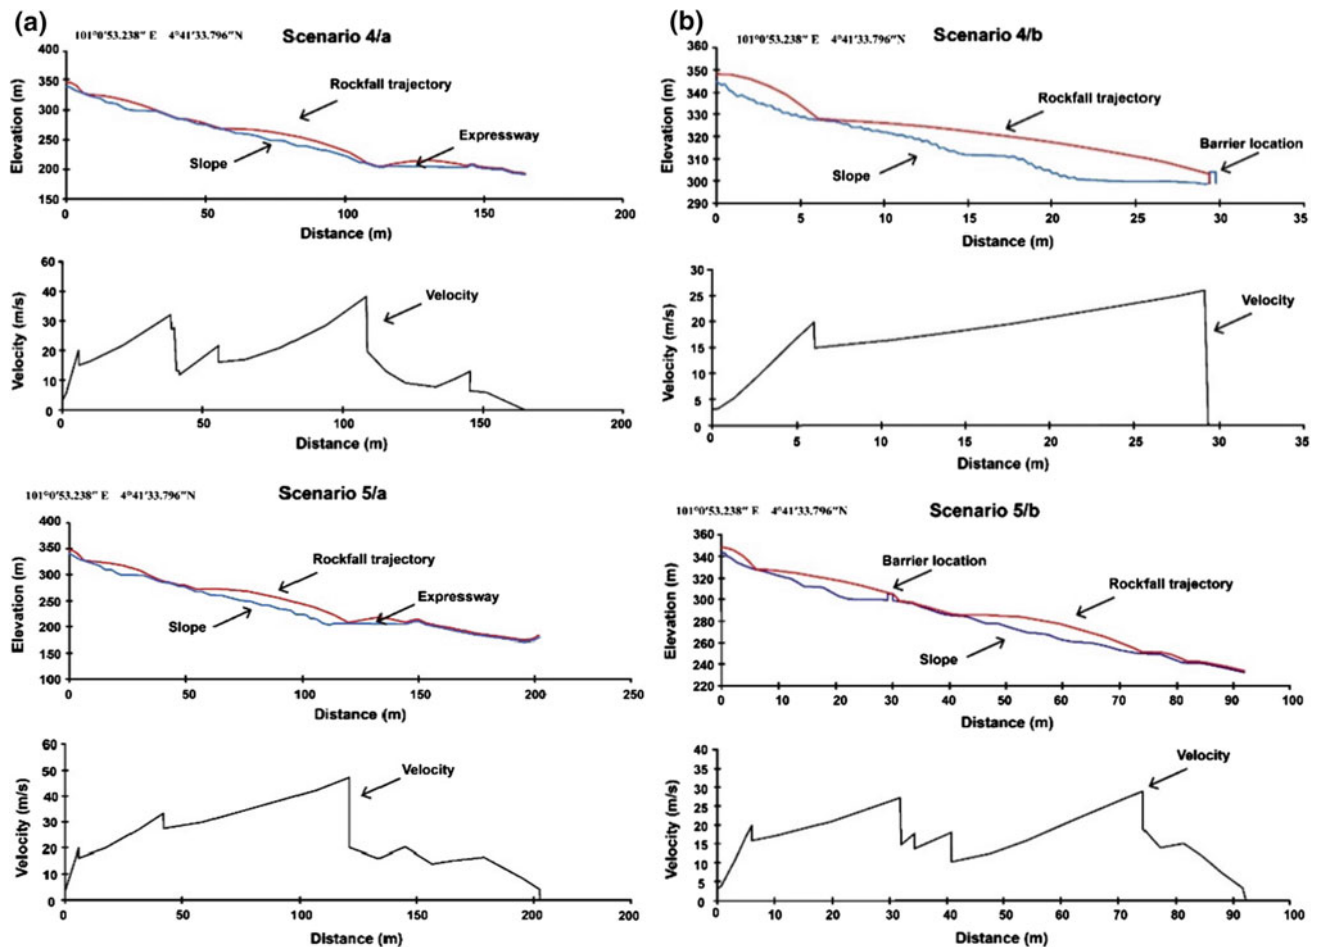 (a)
101°0′53.238″ E 4°41′33.796″N Scenario 4/a
400
350
300
250
200
150
Elevation (m)
Rockfall trajectory
Expressway
Slope
0 50 100 150 200
Distance (m)
60
50
40
30
20
10
0
Velocity (m/s)
Velocity
0 50 100 150 200
Distance (m)
101°0′53.238″ E 4°41′33.796″N Scenario 5/a
400
350
300
250
200
150
100
Elevation (m)
Rockfall trajectory
Expressway
Slope
0 50 100 150 200 250
Distance (m)
60
50
40
30
20
10
0
Velocity (m/s)
Velocity
0 50 100 150 200 200
Distance (m)
(b)
101°0′53.238″ E 4°41′33.796″N Scenario 4/b
360
350
340
330
320
310
300
290
Elevation (m)
Rockfall trajectory
Barrier location
Slope
0 5 10 15 20 25 30 35
Distance (m)
30
25
20
15
10
5
0
Velocity (m/s)
Velocity
0 5 10 15 20 25 30 35
Distance (m)
101°0′53.238″ E 4°41′33.796″N Scenario 5/b
360
340
320
300
280
260
240
220
Elevation (m)
Barrier location
Rockfall trajectory
Slope
0 10 20 30 40 50 60 70 80 90 100
Distance (m)
40
35
30
25
20
15
10
5
0
Velocity (m/s)
Velocity
0 10 20 30 40 50 60 70 80 90 100
Distance (m)